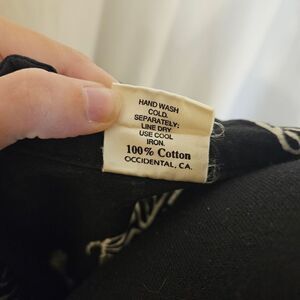 HAND WASH
COLD.
SEPARATELY:
LINE DRY
USE COOL
IRON.
100% Cotton
OCCIDENTAL, CA.